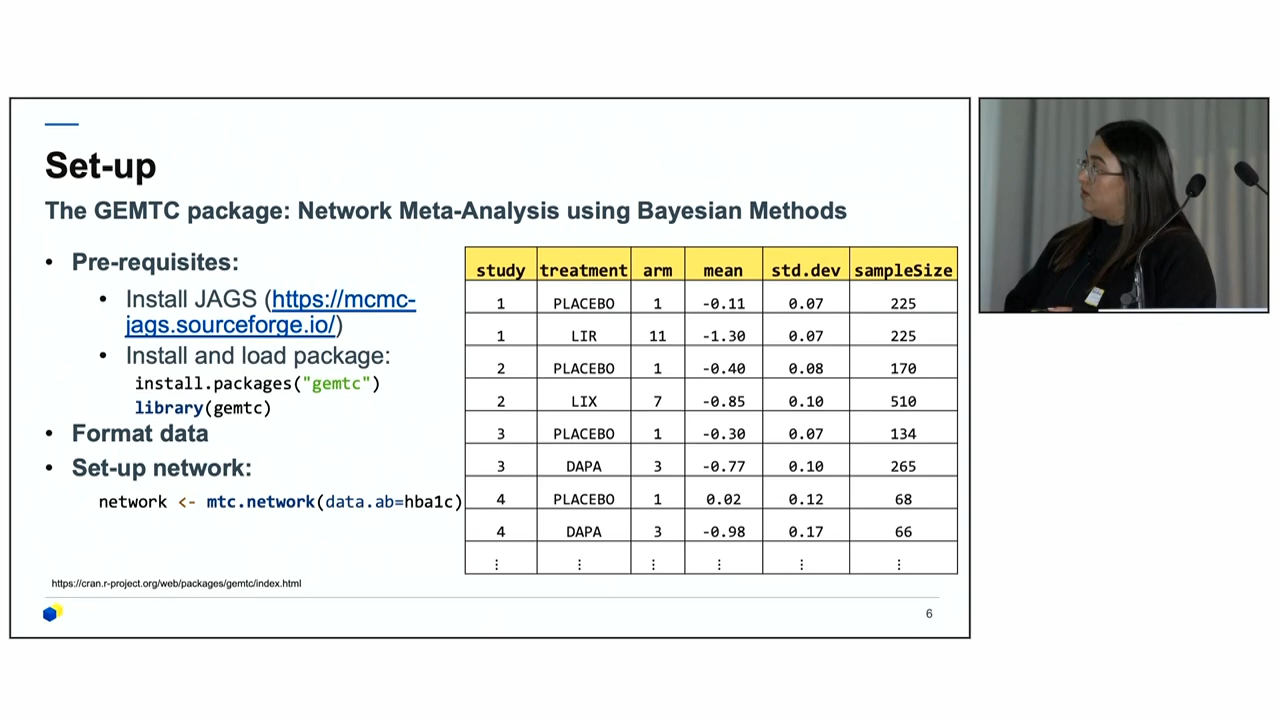 Set-up
The GEMTC package: Network Meta-Analysis using Bayesian Methods
• Pre-requisites:
• Install JAGS (https://mcmc-
jags.sourceforge.io/)
• Install and load package:
install.packages("gemtc")
library(gemtc)
• Format data
• Set-up network:
network <- mtc.network(data.ab=hba1c)
study treatment arm mean std.dev sampleSize
1 PLACEBO 1 -0.11 0.07 225
1 LIR 11 -1.30 0.07 225
2 PLACEBO 1 -0.40 0.08 170
2 LIX 7 -0.85 0.10 510
3 PLACEBO 1 -0.30 0.07 134
3 DAPA 3 -0.77 0.10 265
4 PLACEBO 1 0.02 0.12 68
4 DAPA 3 -0.98 0.17 66
⋮ ⋮ ⋮ ⋮ ⋮ ⋮
https://cran.r-project.org/web/packages/gemtc/index.html
6